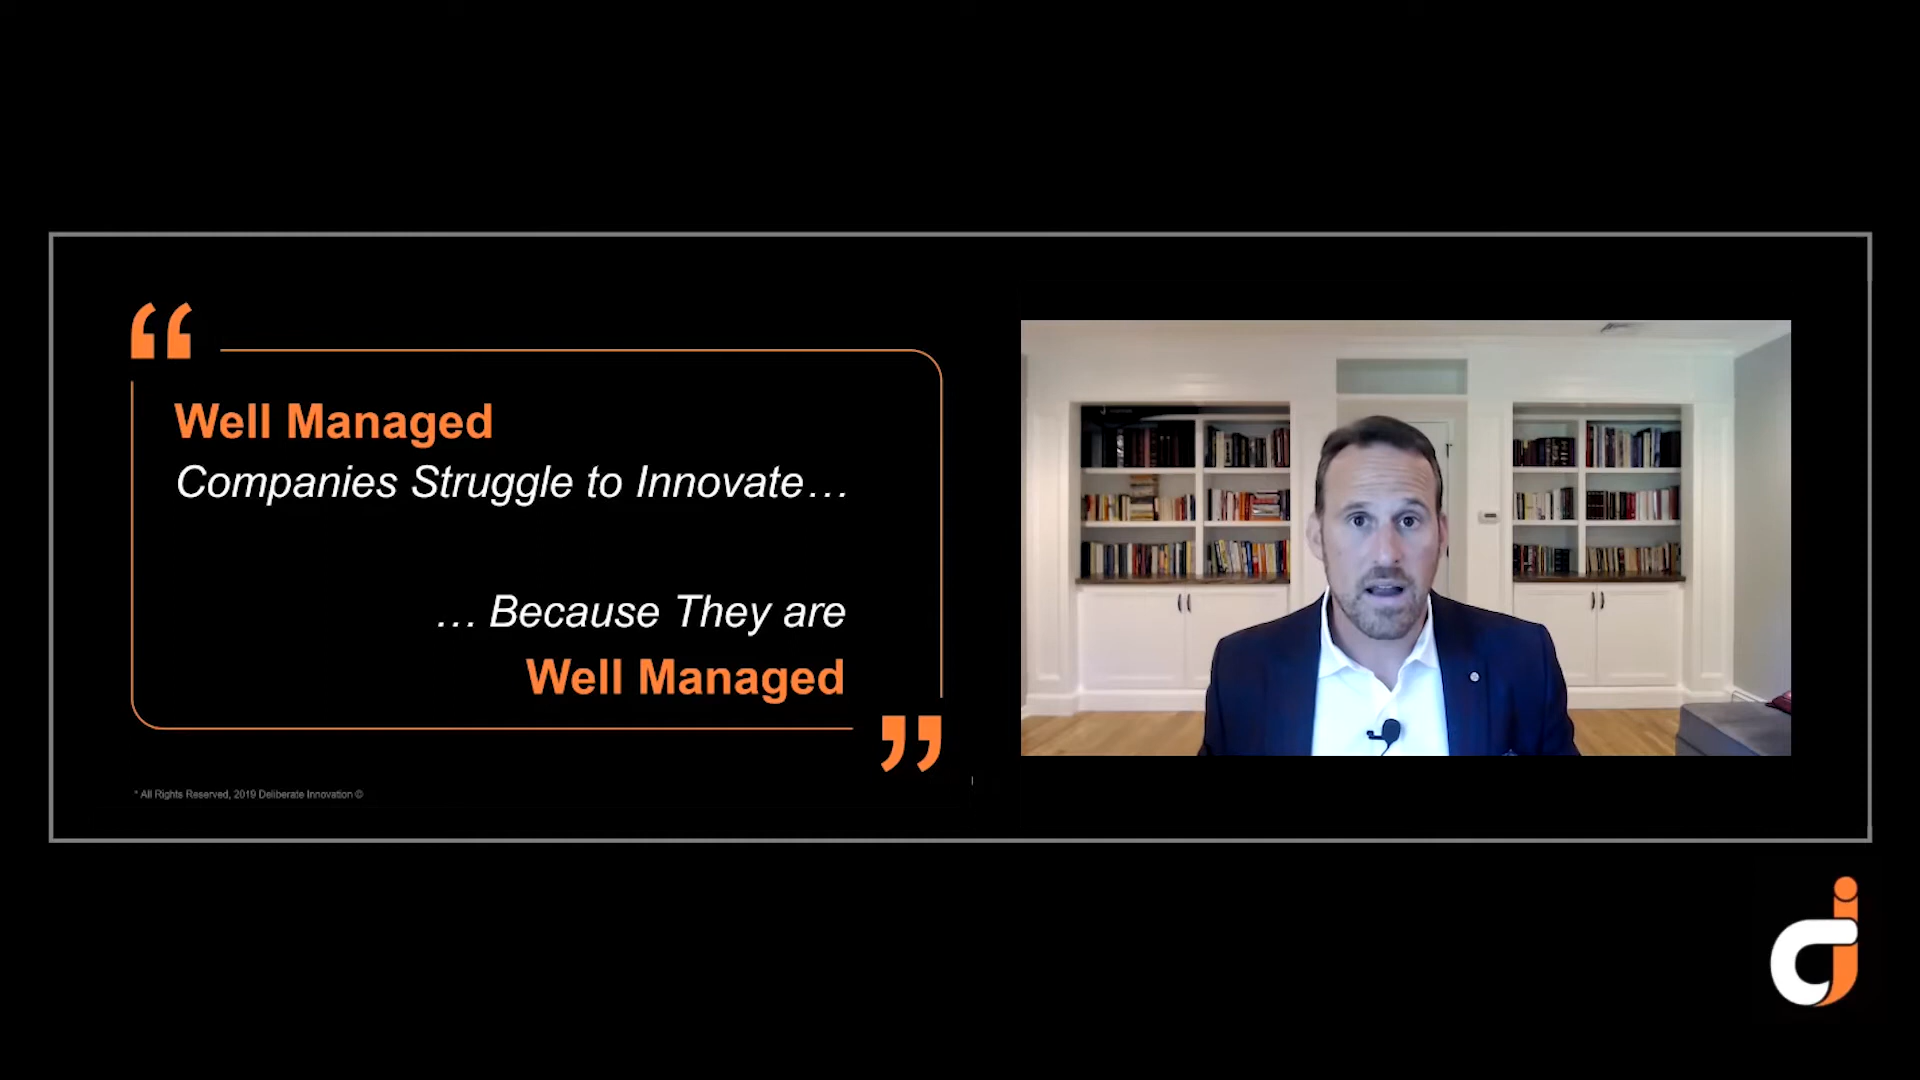 Well Managed
Companies Struggle to Innovate…
… Because They are
Well Managed
* All Rights Reserved, 2019 Deliberate Innovation ©